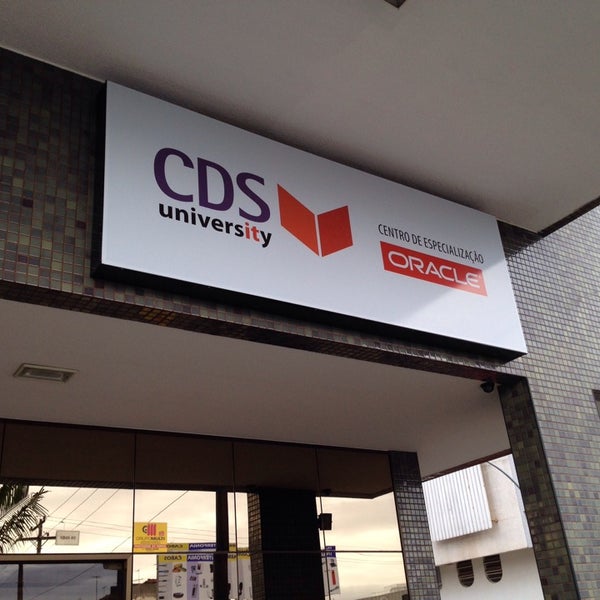 CDS
university
CENTRO DE ESPECIALIZAÇÃO
ORACLE